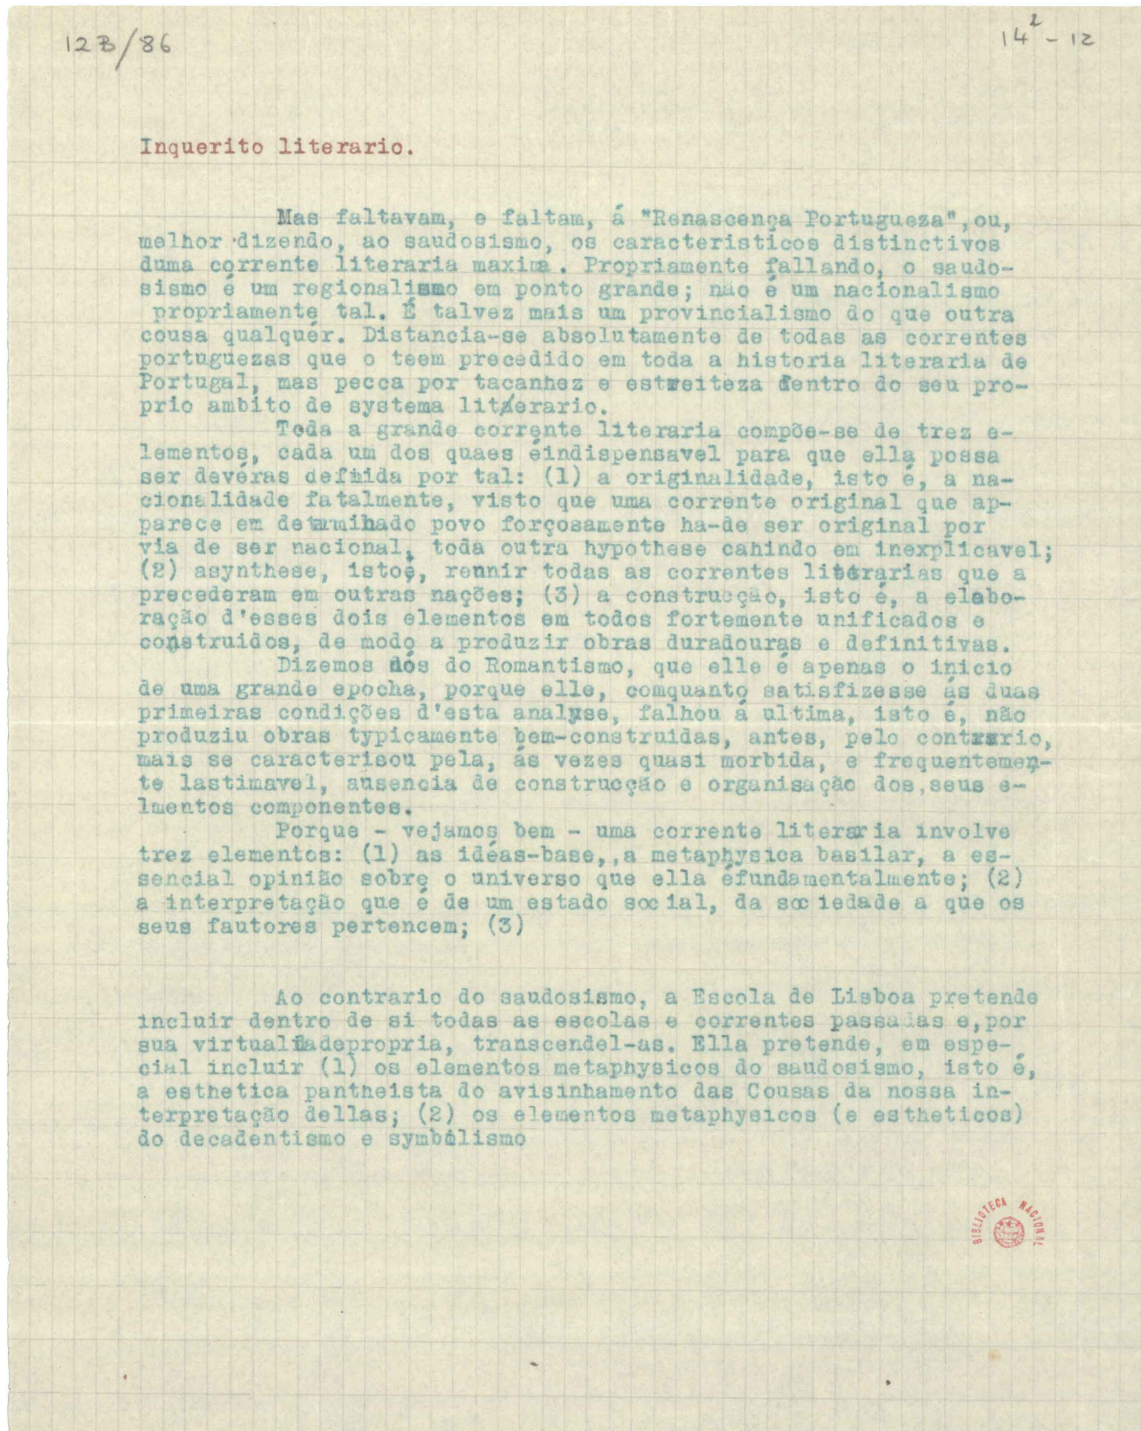 12B/86
14²-12
Inquerito literario.
Mas faltavam, e faltam, á "Renascença Portugueza",ou,
melhor dizendo, ao saudosismo, os caracteristicos distinctivos
duma corrente literaria maxima. Propriamente fallando, o saudo-
sismo é um regionalismo em ponto grande; não é um nacionalismo
propriamente tal. É talvez mais um provincialismo do que outra
cousa qualquér. Distancia-se absolutamente de todas as correntes
portuguezas que o teem precedido em toda a historia literaria de
Portugal, mas pecca por tacanhez e estreiteza dentro do seu pro-
prio ambito de systema literario.
Toda a grande corrente literaria compõe-se de trez e-
lementos, cada um dos quaes éindispensavel para que ella possa
ser devéras definida por tal: (1) a originalidade, isto é, a na-
cionalidade fatalmente, visto que uma corrente original que ap-
parece em determinado povo forçosamente ha-de ser original por
via de ser nacional, toda outra hypothese cahindo em inexplicavel;
(2) asynthese, istoé, reunir todas as correntes literarias que a
precederam em outras nações; (3) a construcção, isto é, a elabo-
ração d'esses dois elementos em todos fortemente unificados e
construidos, de modo a produzir obras duradouras e definitivas.
Dizemos nós do Romantismo, que elle é apenas o inicio
de uma grande epocha, porque elle, comquanto satisfizesse ás duas
primeiras condições d'esta analyse, falhou á ultima, isto é, não
produziu obras typicamente bem-construidas, antes, pelo contrario,
mais se caracterisou pela, ás vezes quasi morbida, e frequentemen-
te lastimavel, ausencia de construcção e organisação dos,seus e-
lmentos componentes.
Porque - vejamos bem - uma corrente literaria involve
trez elementos: (1) as idéas-base,,a metaphysica basilar, a es-
sencial opinião sobre o universo que ella éfundamentalmente; (2)
a interpretação que é de um estado social, da sociedade a que os
seus fautores pertencem; (3)
Ao contrario do saudosismo, a Escola de Lisboa pretende
incluir dentro de si todas as escolas e correntes passadas e,por
sua virtualidadepropria, transcendel-as. Ella pretende, em espe-
cial incluir (1) os elementos metaphysicos do saudosismo, isto é,
a esthetica pantheista do avisinhamento das Cousas da nossa in-
terpretação dellas; (2) os elementos metaphysicos (e estheticos)
do decadentismo e symbolismo
BIBLIOTECA NACIONAL